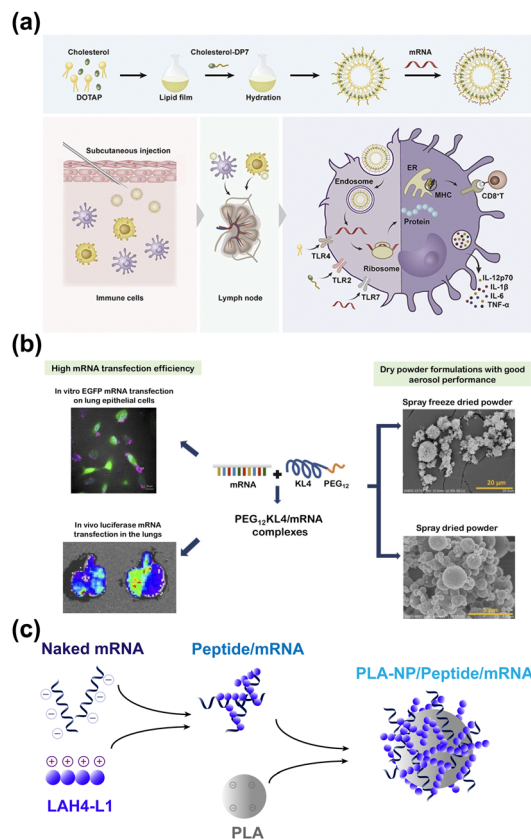 (a)
Cholesterol
DOTAP
Lipid film
Cholesterol-DP7
Hydration
mRNA
Subcutaneous injection
Immune cells
Lymph node
Endosome
ER
MHC
CD8⁺T
Protein
Ribosome
TLR4
TLR2
TLR7
IL-12p70
IL-1β
IL-6
TNF-α
(b)
High mRNA transfection efficiency
In vitro EGFP mRNA transfection
on lung epithelial cells
In vivo luciferase mRNA
transfection in the lungs
mRNA
KL4
PEG₁₂
PEG₁₂KL4/mRNA
complexes
Dry powder formulations with good
aerosol performance
Spray freeze dried powder
20 μm
Spray dried powder
(c)
Naked mRNA
LAH4-L1
Peptide/mRNA
PLA
PLA-NP/Peptide/mRNA